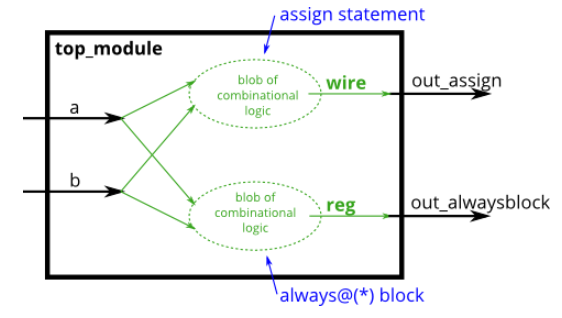 assign statement
top_module
blob of
combinational
logic
wire
out_assign
a
b
blob of
combinational
logic
reg
out_alwaysblock
always@(*) block